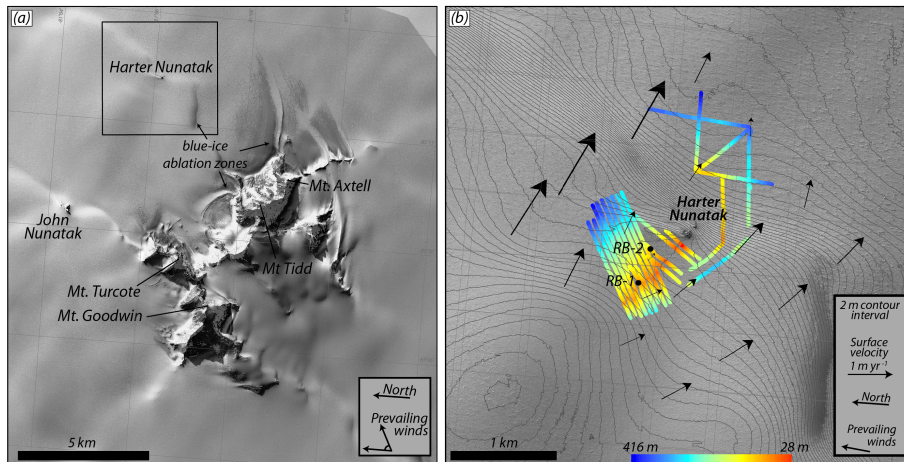 (a)
Harter Nunatak
blue-ice
ablation zones
Mt. Axtell
John
Nunatak
Mt Tidd
Mt. Turcote
Mt. Goodwin
North
Prevailing
winds
5 km
(b)
Harter
Nunatak
RB-2
RB-1
2 m contour
interval
Surface
velocity
1 m yr -1
North
Prevailing
winds
1 km
416 m
28 m